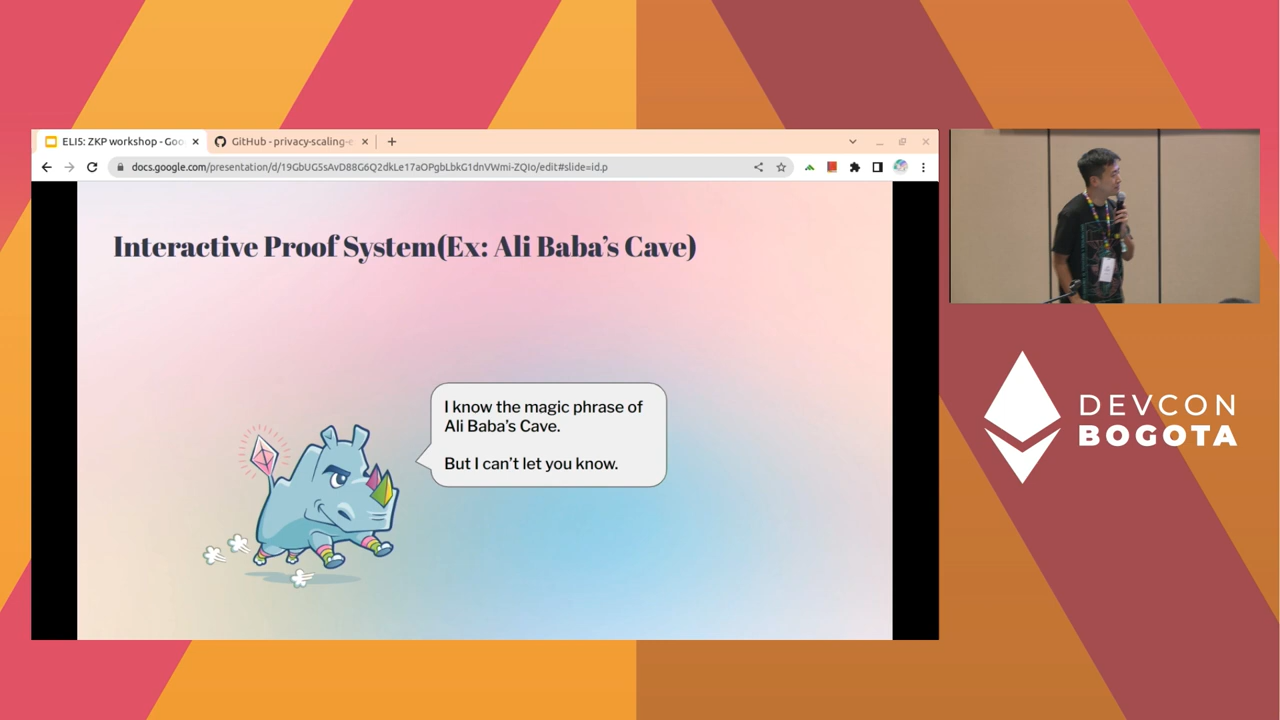 ELI5: ZKP workshop - Goo
GitHub - privacy-scaling-e
docs.google.com/presentation/d/19GbUG5sAvD88G6Q2dkLe17aOPgbLbkG1dnVWmi-ZQIo/edit#slide=id.p
Interactive Proof System(Ex: Ali Baba's Cave)
I know the magic phrase of
Ali Baba's Cave.
But I can't let you know.
DEVCON
BOGOTA